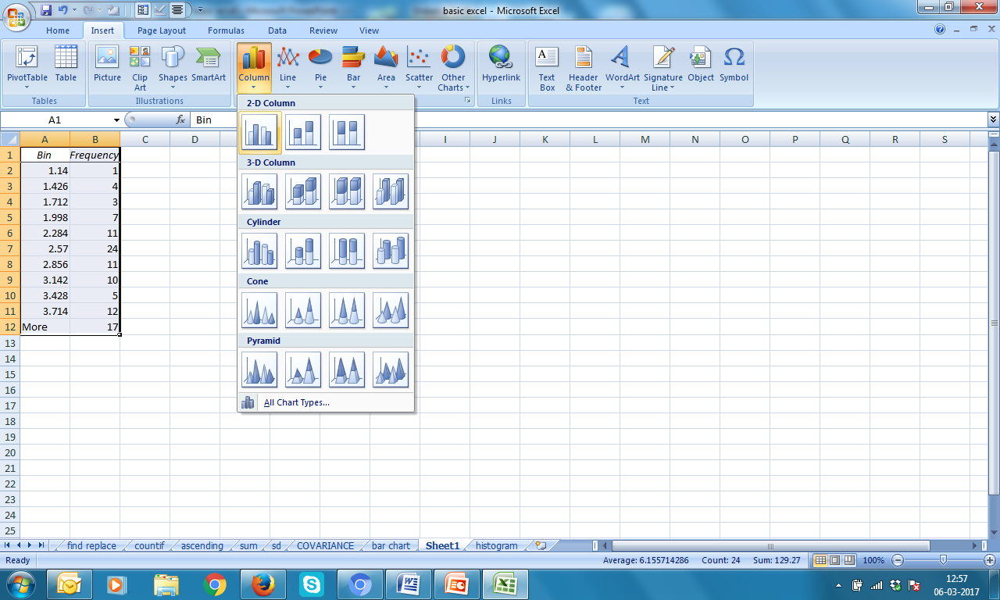 basic excel - Microsoft Excel
Home Insert Page Layout Formulas Data Review View
PivotTable Table Picture Clip Art Shapes SmartArt Column Line Pie Bar Area Scatter Other Charts Hyperlink Text Box Header & Footer WordArt Signature Line Object Symbol
Tables Illustrations Links Text
A1 fx Bin
2-D Column
3-D Column
Cylinder
Cone
Pyramid
All Chart Types...
A B C D I J K L M N O P Q R S
1 Bin Frequency
2 1.14 1
3 1.426 4
4 1.712 3
5 1.998 7
6 2.284 11
7 2.57 24
8 2.856 11
9 3.142 10
10 3.428 5
11 3.714 12
12 More 17
13
14
15
16
17
18
19
20
21
22
23
24
25
find replace countif ascending sum sd COVARIANCE bar chart Sheet1 histogram
Ready Average: 6.155714286 Count: 24 Sum: 129.27 100%
12:57
06-03-2017